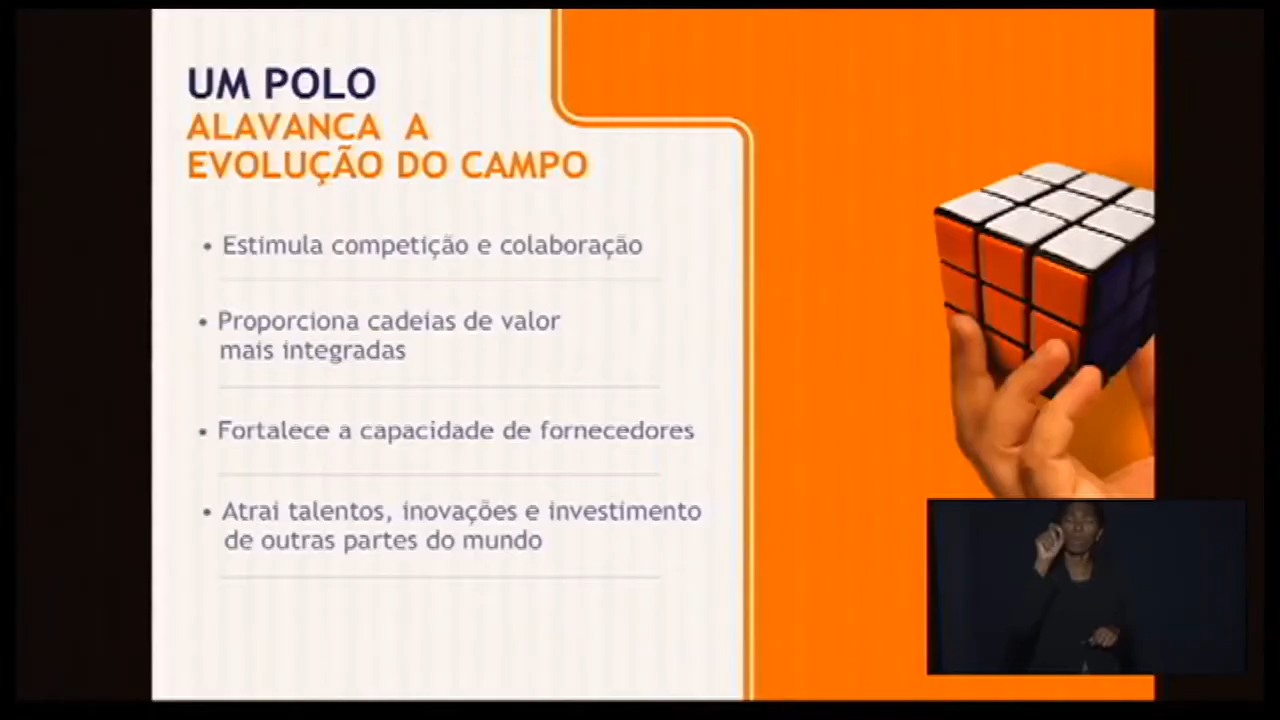 UM POLO
ALAVANCA A
EVOLUÇÃO DO CAMPO
• Estimula competição e colaboração
• Proporciona cadeias de valor
mais integradas
• Fortalece a capacidade de fornecedores
• Atrai talentos, inovações e investimento
de outras partes do mundo